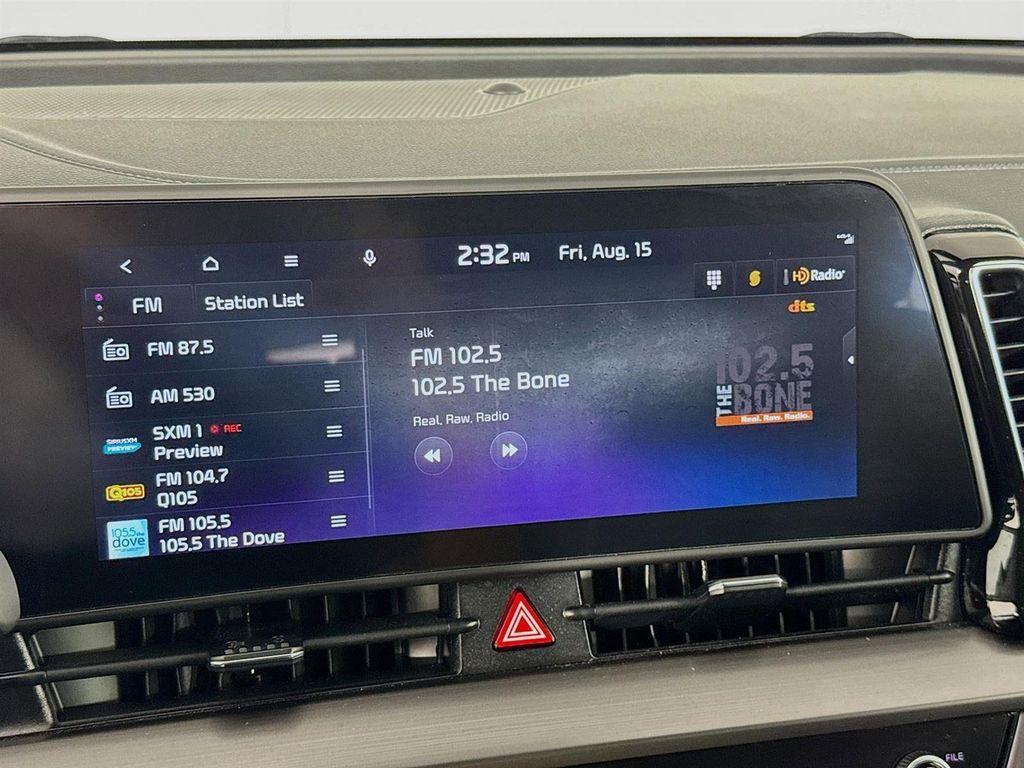 2:32 PM Fri, Aug. 15
FM Station List
HD Radio
dts
FM 87.5
AM 530
SIRIUSXM PREVIEW
SXM 1 REC
Preview
Q105
FM 104.7
Q105
105.5 the dove
FM 105.5
105.5 The Dove
Talk
FM 102.5
102.5 The Bone
Real, Raw, Radio
102.5
THE BONE
Real. Raw. Radio.
FILE